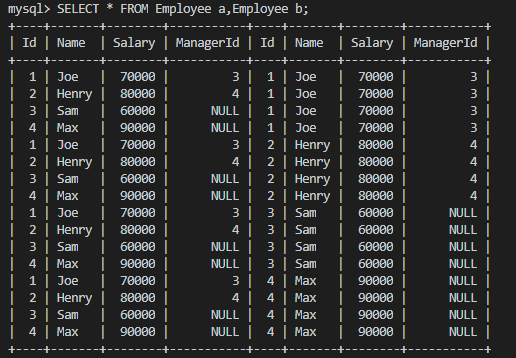 mysql> SELECT * FROM Employee a,Employee b;
+----+-------+--------+-----------+----+-------+--------+-----------+
| Id | Name  | Salary | ManagerId | Id | Name  | Salary | ManagerId |
+----+-------+--------+-----------+----+-------+--------+-----------+
|  1 | Joe   |  70000 |         3 |  1 | Joe   |  70000 |         3 |
|  2 | Henry |  80000 |         4 |  1 | Joe   |  70000 |         3 |
|  3 | Sam   |  60000 |      NULL |  1 | Joe   |  70000 |         3 |
|  4 | Max   |  90000 |      NULL |  1 | Joe   |  70000 |         3 |
|  1 | Joe   |  70000 |         3 |  2 | Henry |  80000 |         4 |
|  2 | Henry |  80000 |         4 |  2 | Henry |  80000 |         4 |
|  3 | Sam   |  60000 |      NULL |  2 | Henry |  80000 |         4 |
|  4 | Max   |  90000 |      NULL |  2 | Henry |  80000 |         4 |
|  1 | Joe   |  70000 |         3 |  3 | Sam   |  60000 |      NULL |
|  2 | Henry |  80000 |         4 |  3 | Sam   |  60000 |      NULL |
|  3 | Sam   |  60000 |      NULL |  3 | Sam   |  60000 |      NULL |
|  4 | Max   |  90000 |      NULL |  3 | Sam   |  60000 |      NULL |
|  1 | Joe   |  70000 |         3 |  4 | Max   |  90000 |      NULL |
|  2 | Henry |  80000 |         4 |  4 | Max   |  90000 |      NULL |
|  3 | Sam   |  60000 |      NULL |  4 | Max   |  90000 |      NULL |
|  4 | Max   |  90000 |      NULL |  4 | Max   |  90000 |      NULL |
+----+-------+--------+-----------+----+-------+--------+-----------+